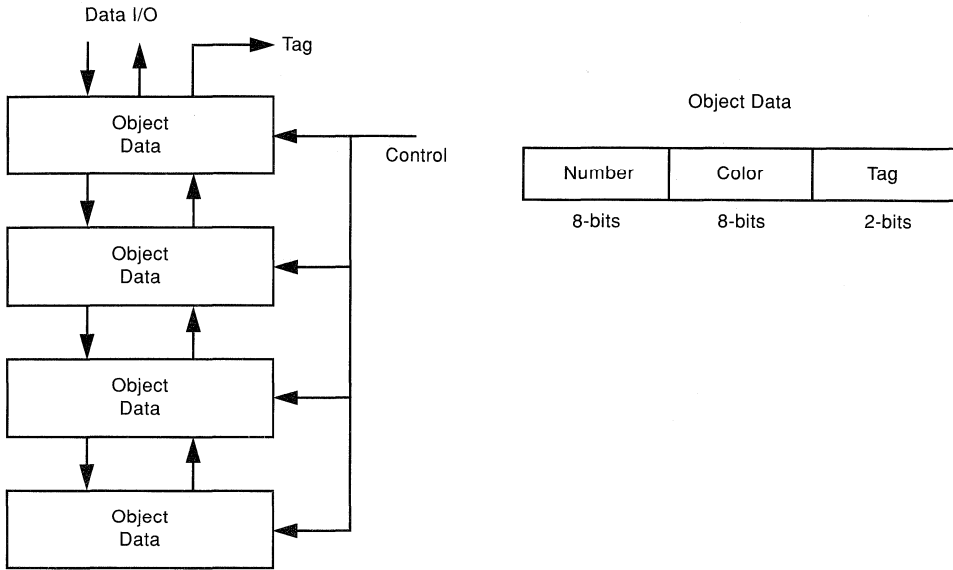 Data I/O
Tag
Object
Data
Control
Object
Data
Object
Data
Object
Data
Object Data
Number Color Tag
8-bits 8-bits 2-bits